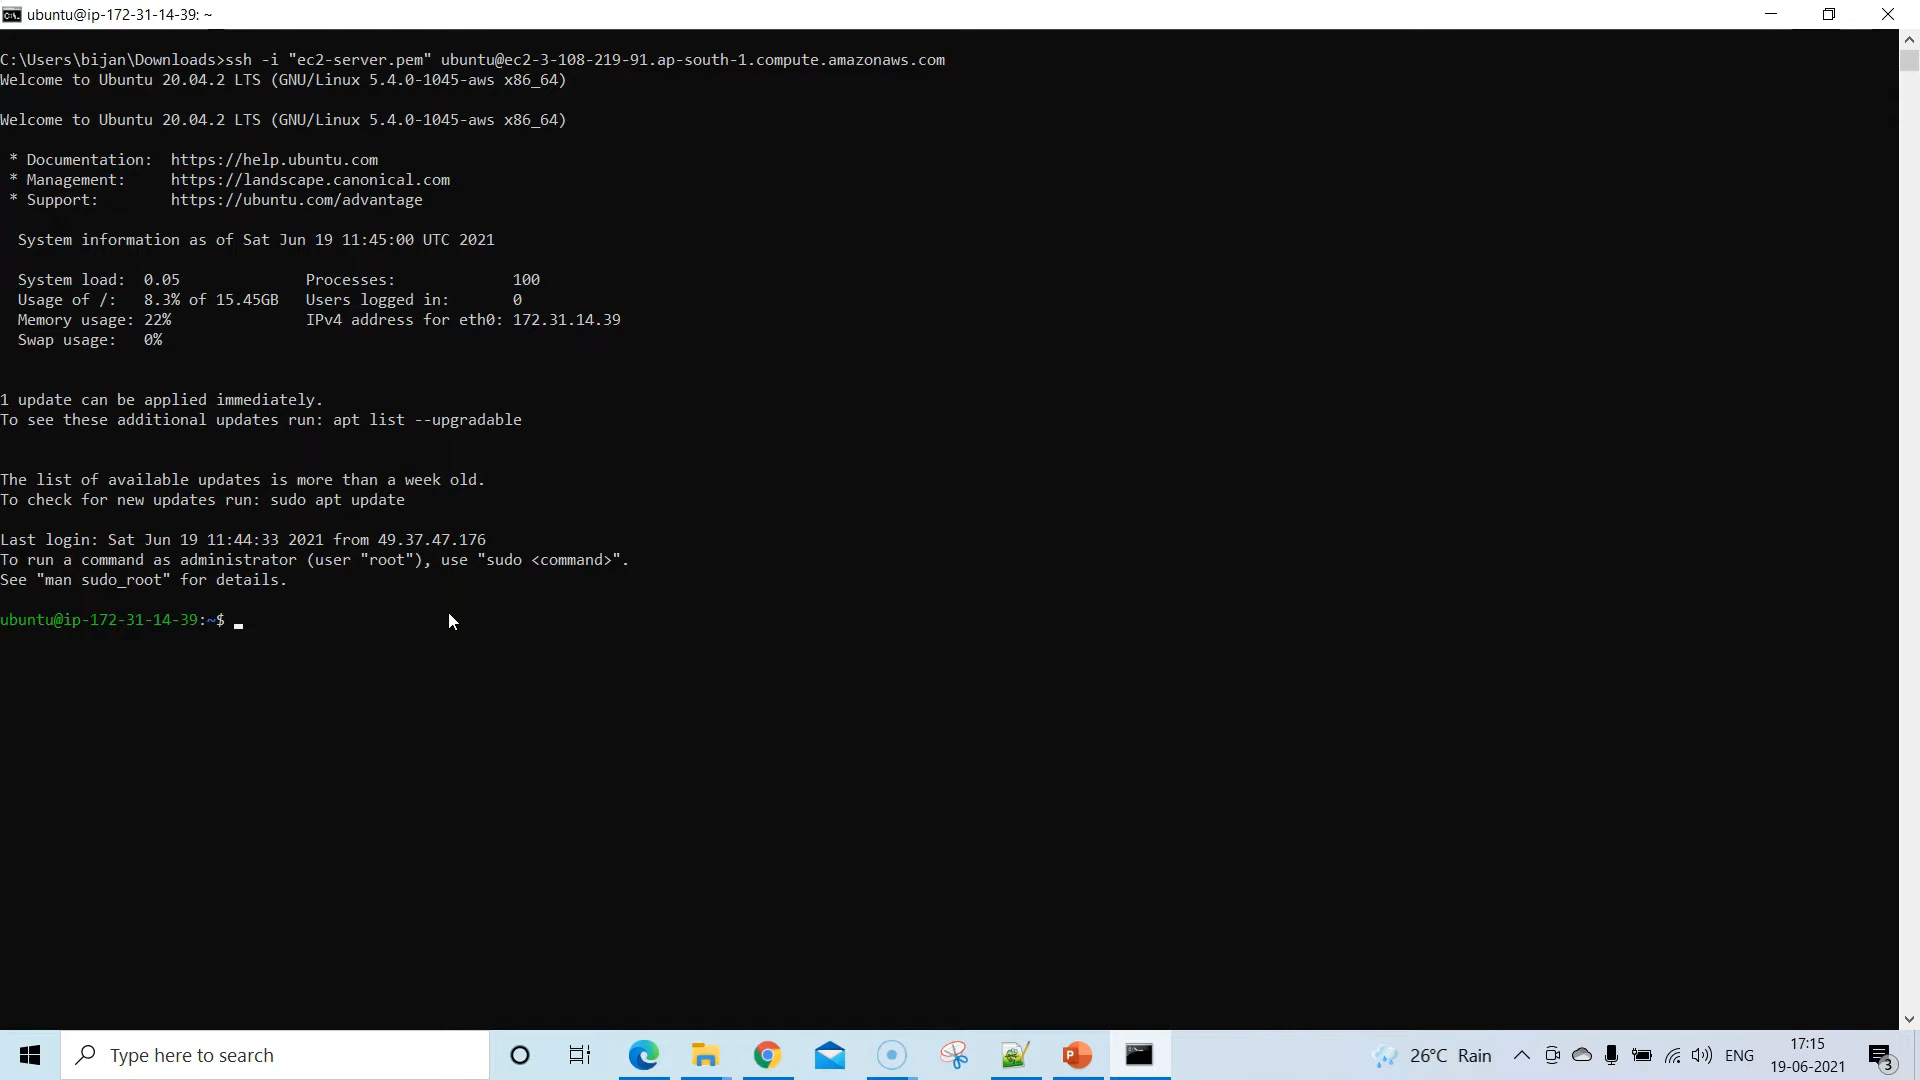 ubuntu@ip-172-31-14-39: ~
C:\Users\bijan\Downloads>ssh -i "ec2-server.pem" ubuntu@ec2-3-108-219-91.ap-south-1.compute.amazonaws.com
Welcome to Ubuntu 20.04.2 LTS (GNU/Linux 5.4.0-1045-aws x86_64)
Welcome to Ubuntu 20.04.2 LTS (GNU/Linux 5.4.0-1045-aws x86_64)
* Documentation:  https://help.ubuntu.com
* Management:     https://landscape.canonical.com
* Support:        https://ubuntu.com/advantage
System information as of Sat Jun 19 11:45:00 UTC 2021
System load:  0.05              Processes:             100
Usage of /:   8.3% of 15.45GB   Users logged in:       0
Memory usage: 22%               IPv4 address for eth0: 172.31.14.39
Swap usage:   0%
1 update can be applied immediately.
To see these additional updates run: apt list --upgradable
The list of available updates is more than a week old.
To check for new updates run: sudo apt update
Last login: Sat Jun 19 11:44:33 2021 from 49.37.47.176
To run a command as administrator (user "root"), use "sudo <command>".
See "man sudo_root" for details.
ubuntu@ip-172-31-14-39:~$
Type here to search
26°C Rain
ENG
17:15
19-06-2021
3